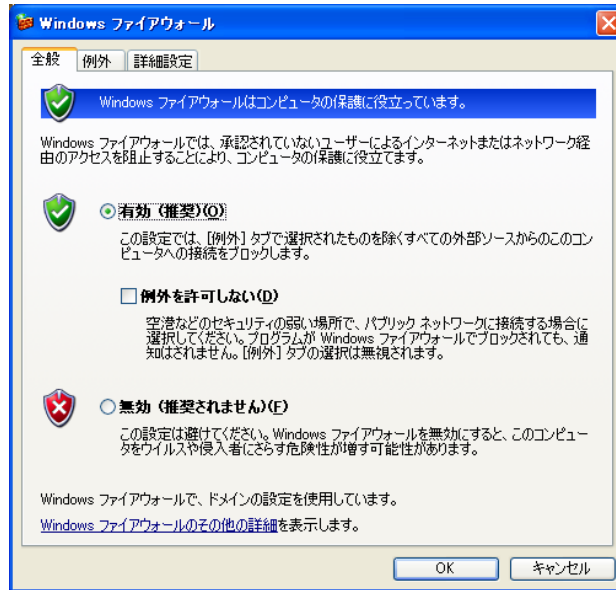 Windows ファイアウォール
全般 例外 詳細設定
Windows ファイアウォールはコンピュータの保護に役立っています。
Windows ファイアウォールでは、承認されていないユーザーによるインターネットまたはネットワーク経
由のアクセスを阻止することにより、コンピュータの保護に役立てます。
有効 (推奨)(O)
この設定では、[例外] タブで選択されたものを除くすべての外部ソースからのこのコン
ピュータへの接続をブロックします。
例外を許可しない(D)
空港などのセキュリティの弱い場所で、パブリック ネットワークに接続する場合に
選択してください。プログラムが Windows ファイアウォールでブロックされても、通
知はされません。[例外] タブの選択は無視されます。
無効 (推奨されません)(F)
この設定は避けてください。Windows ファイアウォールを無効にすると、このコンピュー
タをウイルスや侵入者にさらす危険性が増す可能性があります。
Windows ファイアウォールで、ドメインの設定を使用しています。
Windows ファイアウォールのその他の詳細を表示します。
OK キャンセル